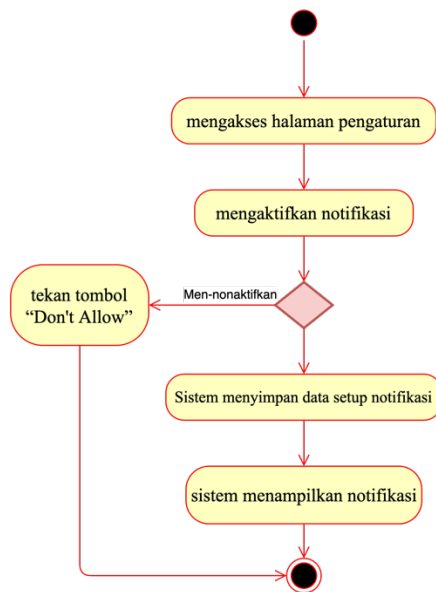 mengakses halaman pengaturan
mengaktifkan notifikasi
Men-nonaktifkan
tekan tombol
“Don't Allow”
Sistem menyimpan data setup notifikasi
sistem menampilkan notifikasi